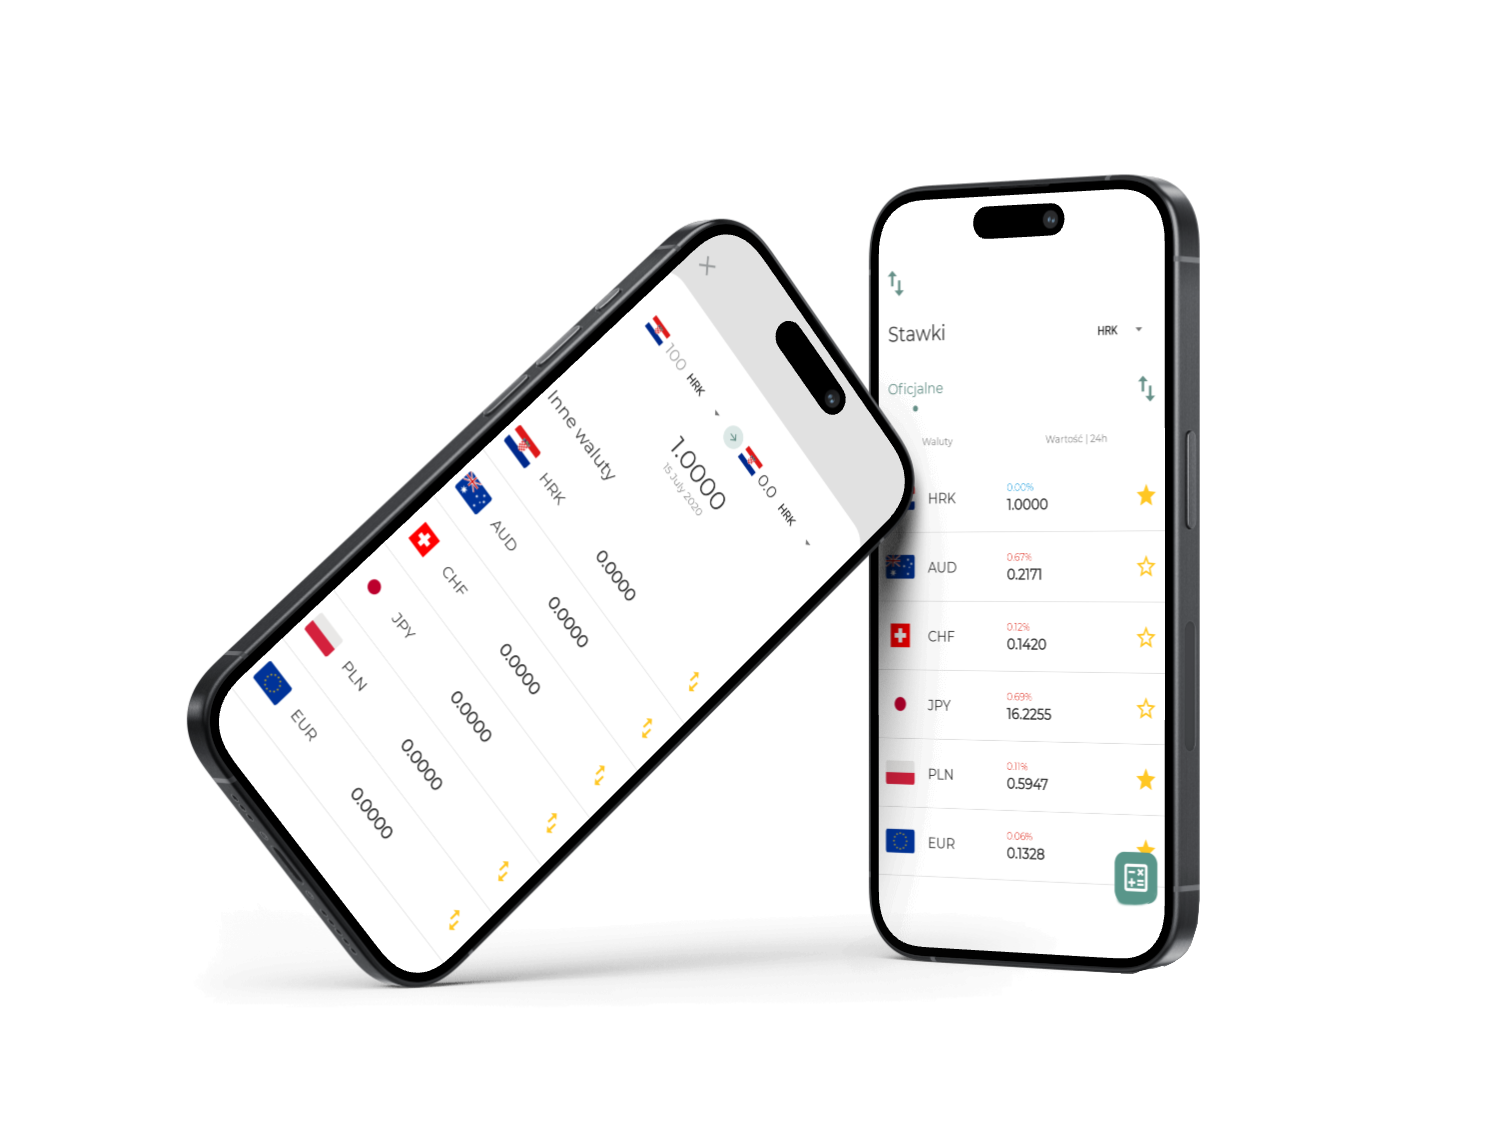 100 HRK
0.0 HRK
1.0000
15 July 2020
Inne waluty
HRK 0.0000
AUD 0.0000
CHF 0.0000
JPY 0.0000
PLN 0.0000
EUR 0.0000
Stawki HRK
Oficjalne
Waluty Wartość | 24h
0.00%
HRK 1.0000
0.67%
AUD 0.2171
0.12%
CHF 0.1420
0.69%
JPY 16.2255
0.11%
PLN 0.5947
0.06%
EUR 0.1328